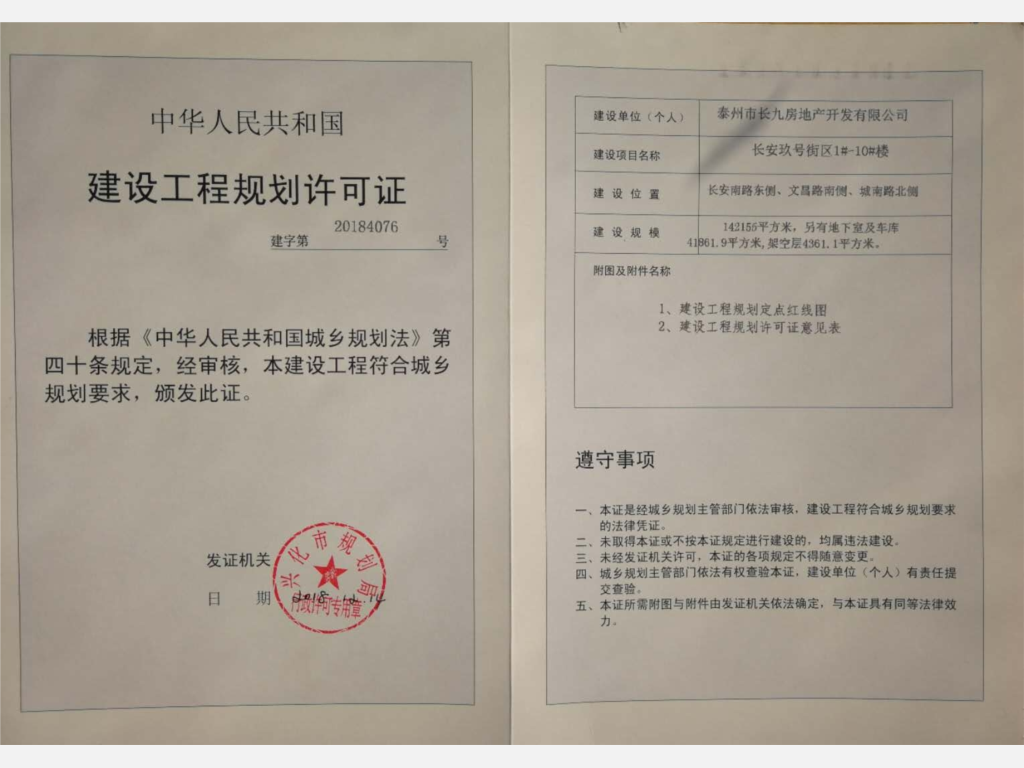 中华人民共和国
建设工程规划许可证
建字第 20184076 号
根据《中华人民共和国城乡规划法》第
四十条规定，经审核，本建设工程符合城乡
规划要求，颁发此证。
发证机关
日 期
兴化市规划局
行政许可专用章
建设单位（个人） 泰州市长九房地产开发有限公司
建设项目名称 长安玖号街区1#-10#楼
建设位置 长安南路东侧、文昌路南侧、城南路北侧
建设规模 142155平方米，另有地下室及车库
41861.9平方米,架空层4361.1平方米。
附图及附件名称
1、建设工程规划定点红线图
2、建设工程规划许可证意见表
遵守事项
一、本证是经城乡规划主管部门依法审核，建设工程符合城乡规划要求
的法律凭证。
二、未取得本证或不按本证规定进行建设的，均属违法建设。
三、未经发证机关许可，本证的各项规定不得随意变更。
四、城乡规划主管部门依法有权查验本证，建设单位（个人）有责任提
交查验。
五、本证所需附图与附件由发证机关依法确定，与本证具有同等法律效
力。